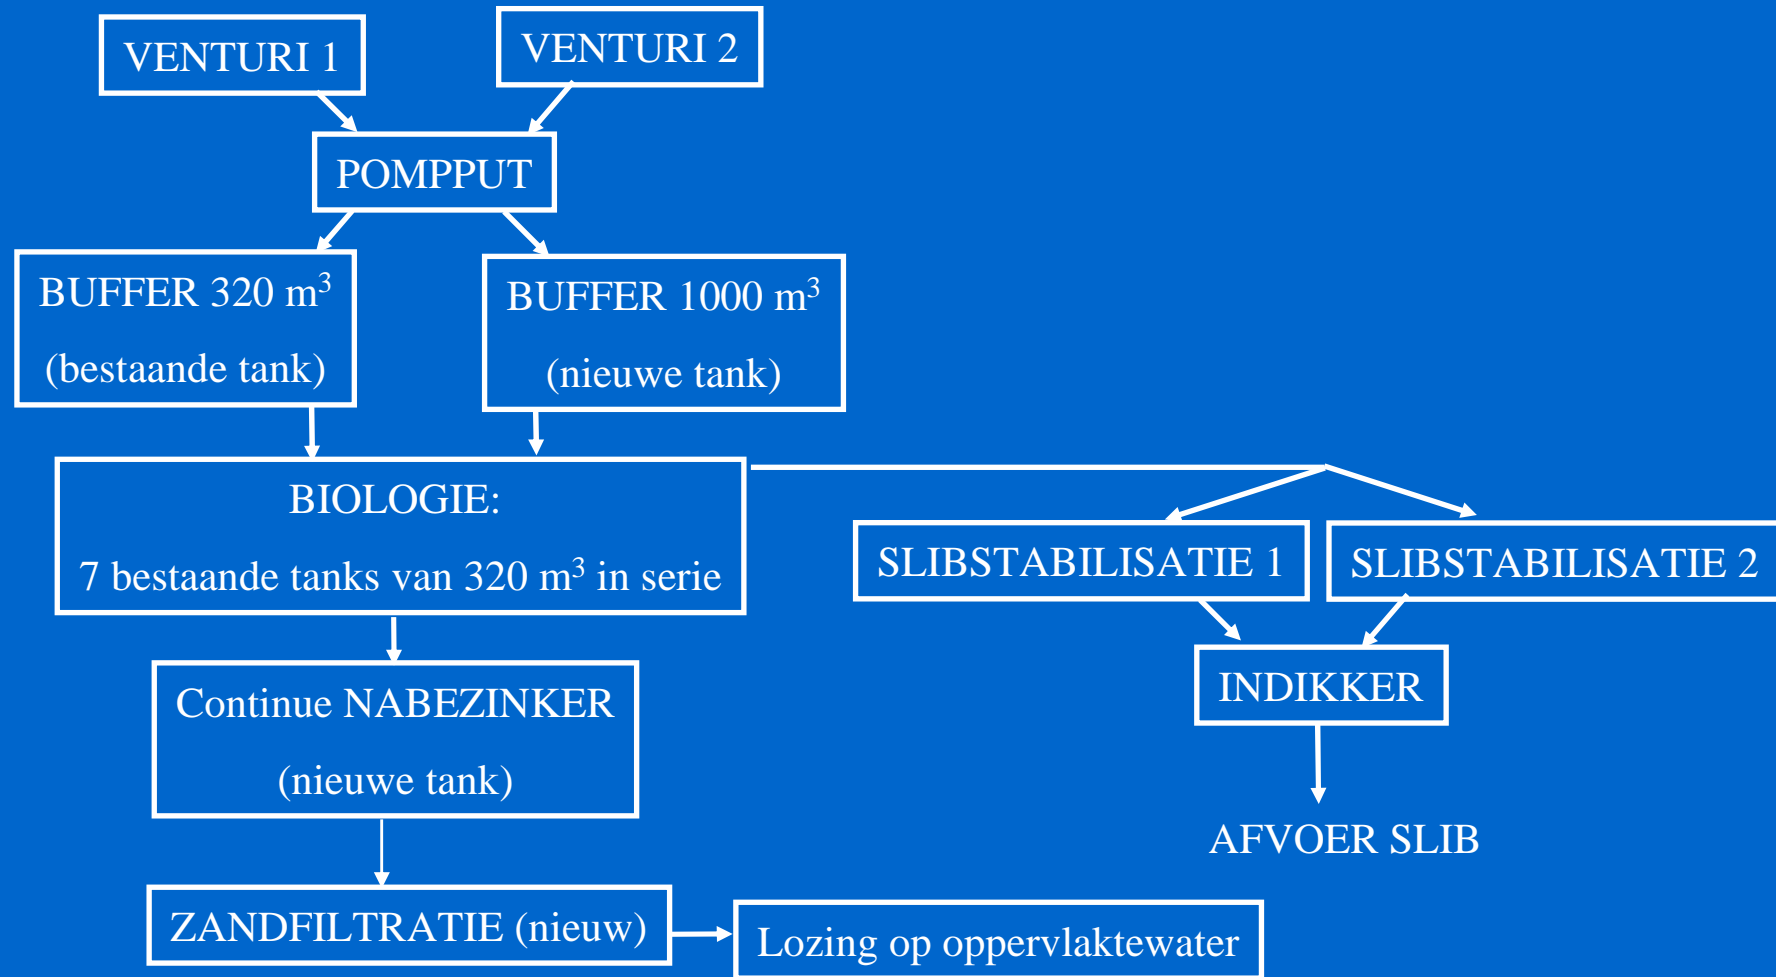 VENTURI 1
VENTURI 2
POMPPUT
BUFFER 320 m³
(bestaande tank)
BUFFER 1000 m³
(nieuwe tank)
BIOLOGIE:
7 bestaande tanks van 320 m³ in serie
SLIBSTABILISATIE 1
SLIBSTABILISATIE 2
Continue NABEZINKER
(nieuwe tank)
INDIKKER
AFVOER SLIB
ZANDFILTRATIE (nieuw)
Lozing op oppervlaktewater